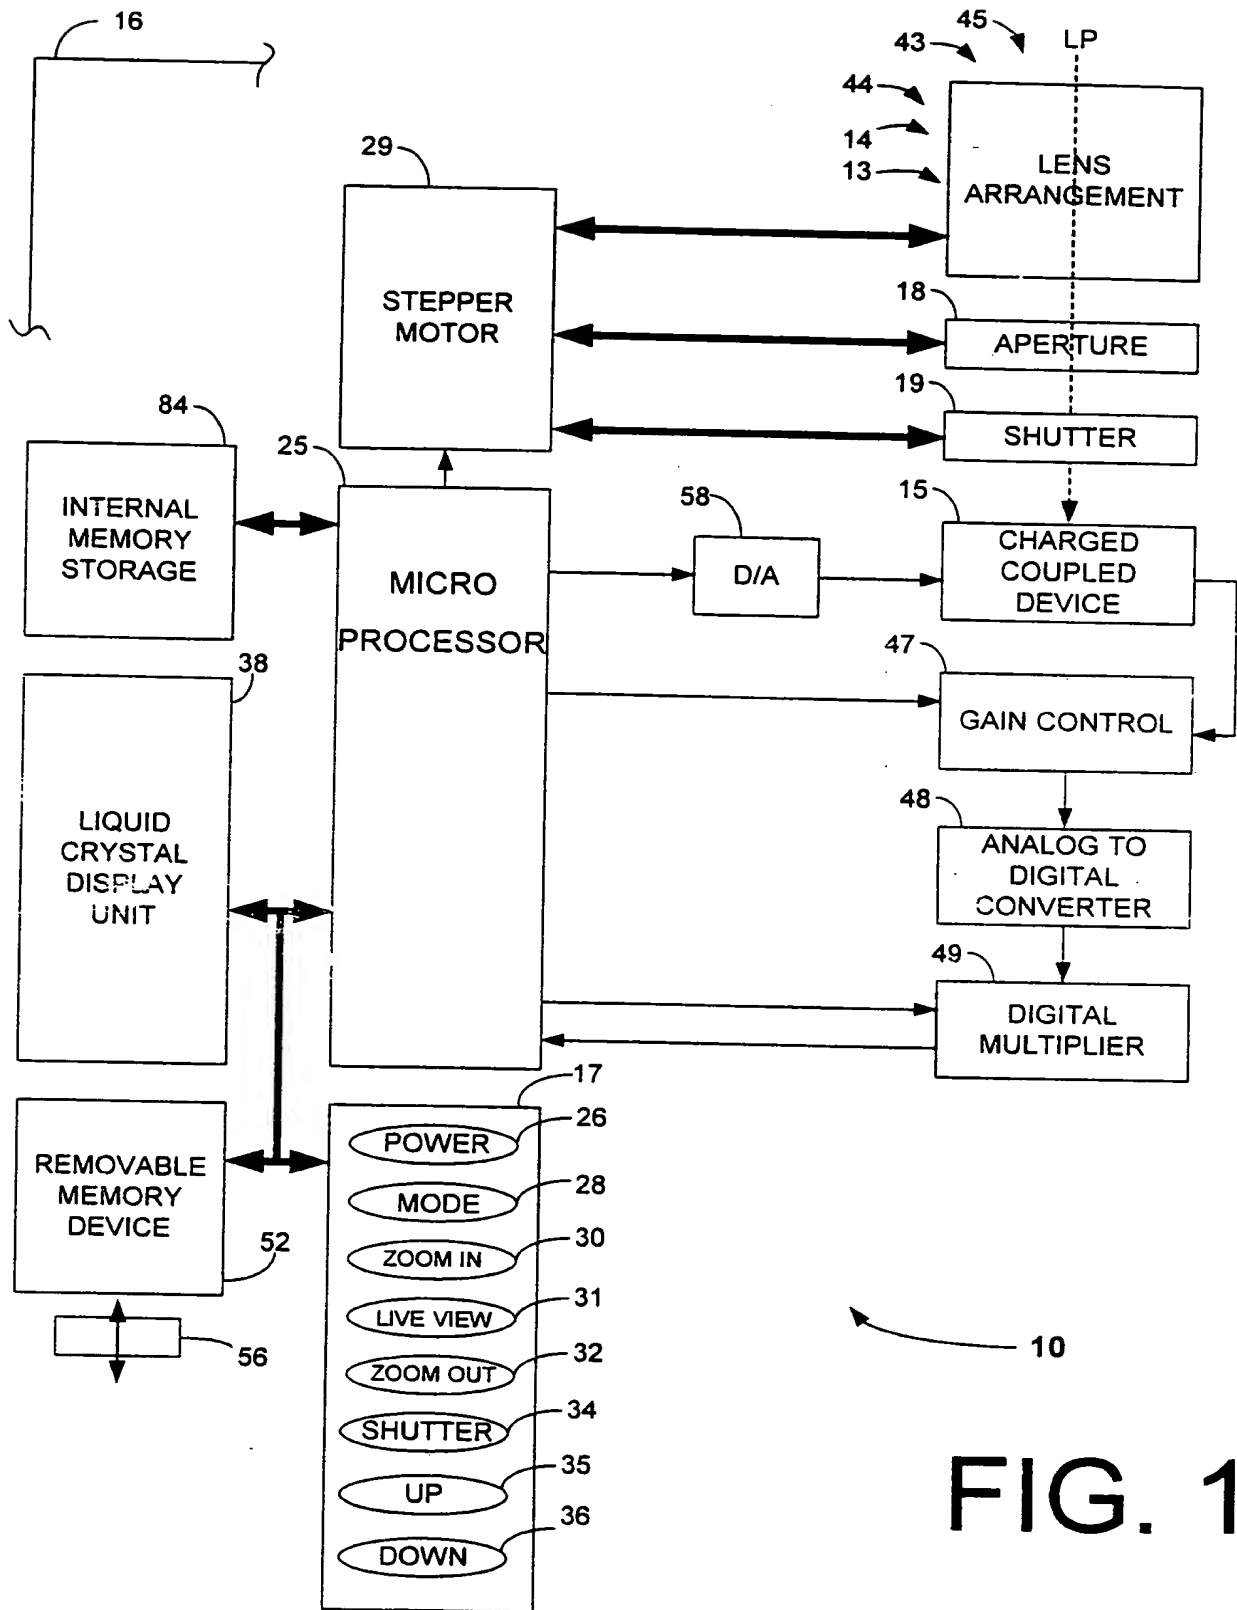 16
45
43
LP
44
14
13
LENS
ARRANGEMENT
29
STEPPER
MOTOR
18
APERTURE
19
SHUTTER
84
INTERNAL
MEMORY
STORAGE
25
MICRO
PROCESSOR
58
D/A
15
CHARGED
COUPLED
DEVICE
38
LIQUID
CRYSTAL
DISPLAY
UNIT
47
GAIN CONTROL
48
ANALOG TO
DIGITAL
CONVERTER
49
DIGITAL
MULTIPLIER
REMOVABLE
MEMORY
DEVICE
52
56
17
POWER
26
MODE
28
ZOOM IN
30
LIVE VIEW
31
ZOOM OUT
32
SHUTTER
34
UP
35
DOWN
36
10
FIG. 1